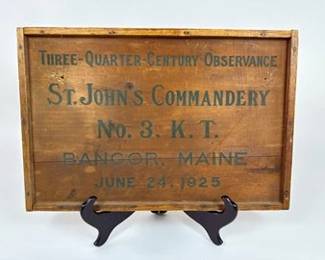 THREE-QUARTER-CENTURY OBSERVANCE
ST. JOHN'S COMMANDERY
NO. 3. K. T.
BANGOR, MAINE
JUNE 24, 1925